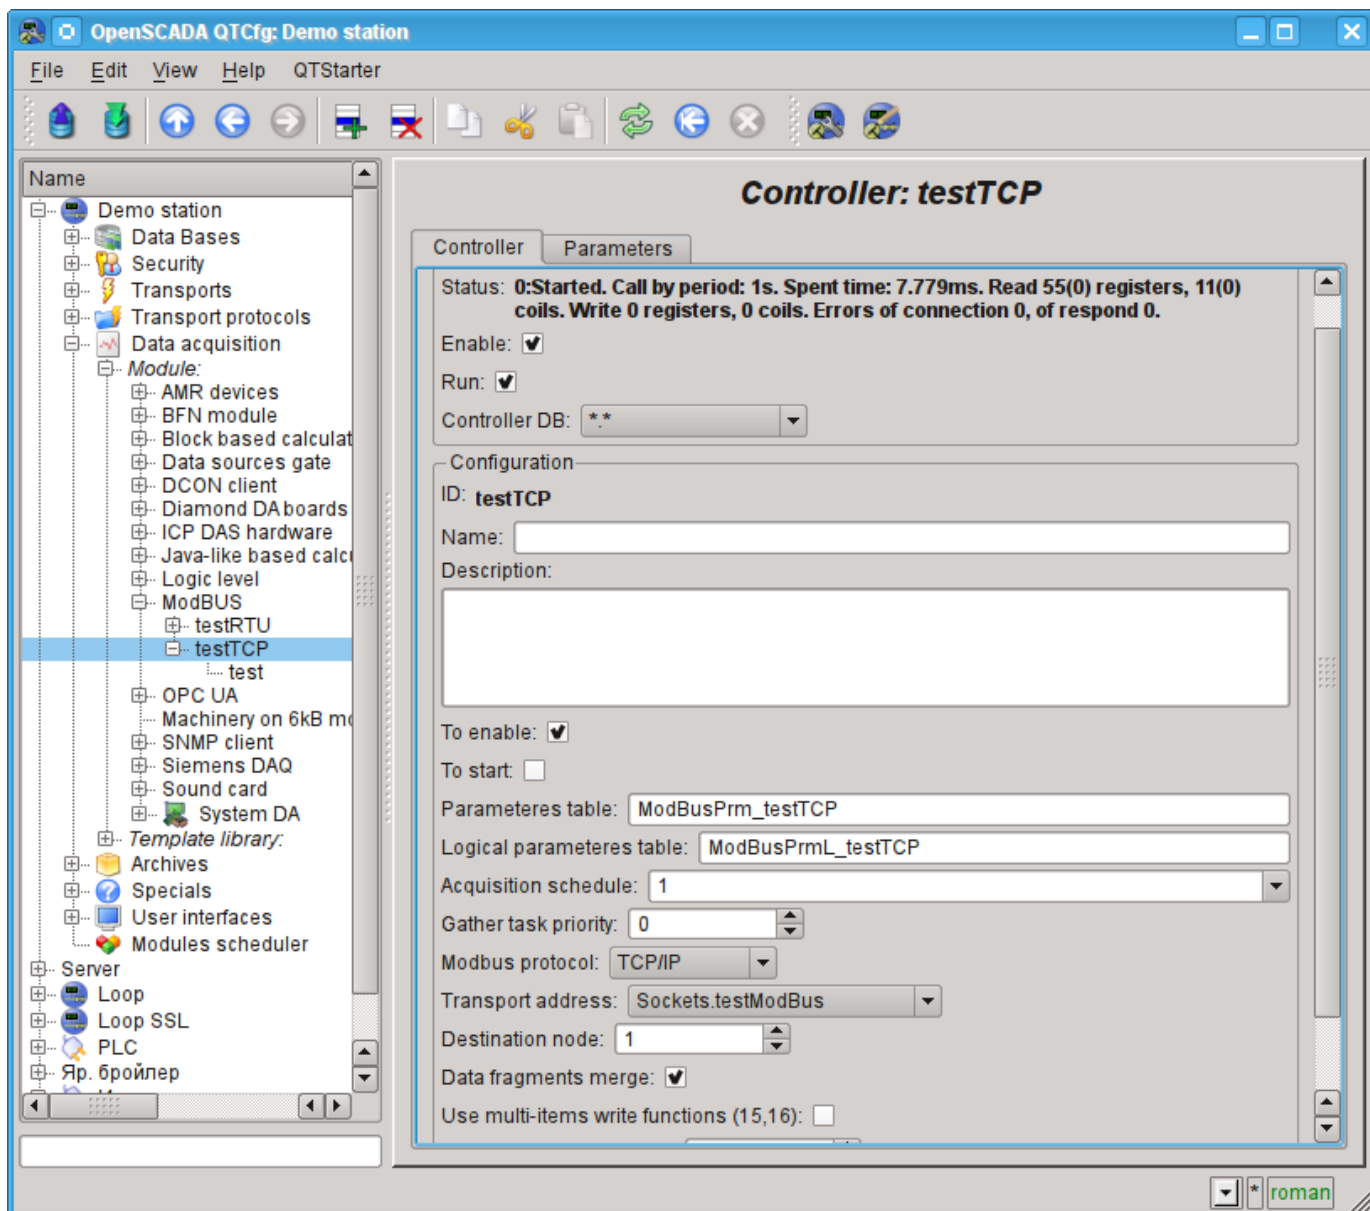 OpenSCADA QTCfg: Demo station
File Edit View Help QTStarter
Name
Demo station
Data Bases
Security
Transports
Transport protocols
Data acquisition
Module:
AMR devices
BFN module
Block based calculat
Data sources gate
DCON client
Diamond DA boards
ICP DAS hardware
Java-like based calc
Logic level
ModBUS
testRTU
testTCP
test
OPC UA
Machinery on 6kB mo
SNMP client
Siemens DAQ
Sound card
System DA
Template library:
Archives
Specials
User interfaces
Modules scheduler
Server
Loop
Loop SSL
PLC
Яр. бройлер
Controller: testTCP
Controller Parameters
Status: 0:Started. Call by period: 1s. Spent time: 7.779ms. Read 55(0) registers, 11(0)
coils. Write 0 registers, 0 coils. Errors of connection 0, of respond 0.
Enable:
Run:
Controller DB: *.*
Configuration
ID: testTCP
Name:
Description:
To enable:
To start:
Parameteres table: ModBusPrm_testTCP
Logical parameteres table: ModBusPrmL_testTCP
Acquisition schedule: 1
Gather task priority: 0
Modbus protocol: TCP/IP
Transport address: Sockets.testModBus
Destination node: 1
Data fragments merge:
Use multi-items write functions (15,16):
* roman